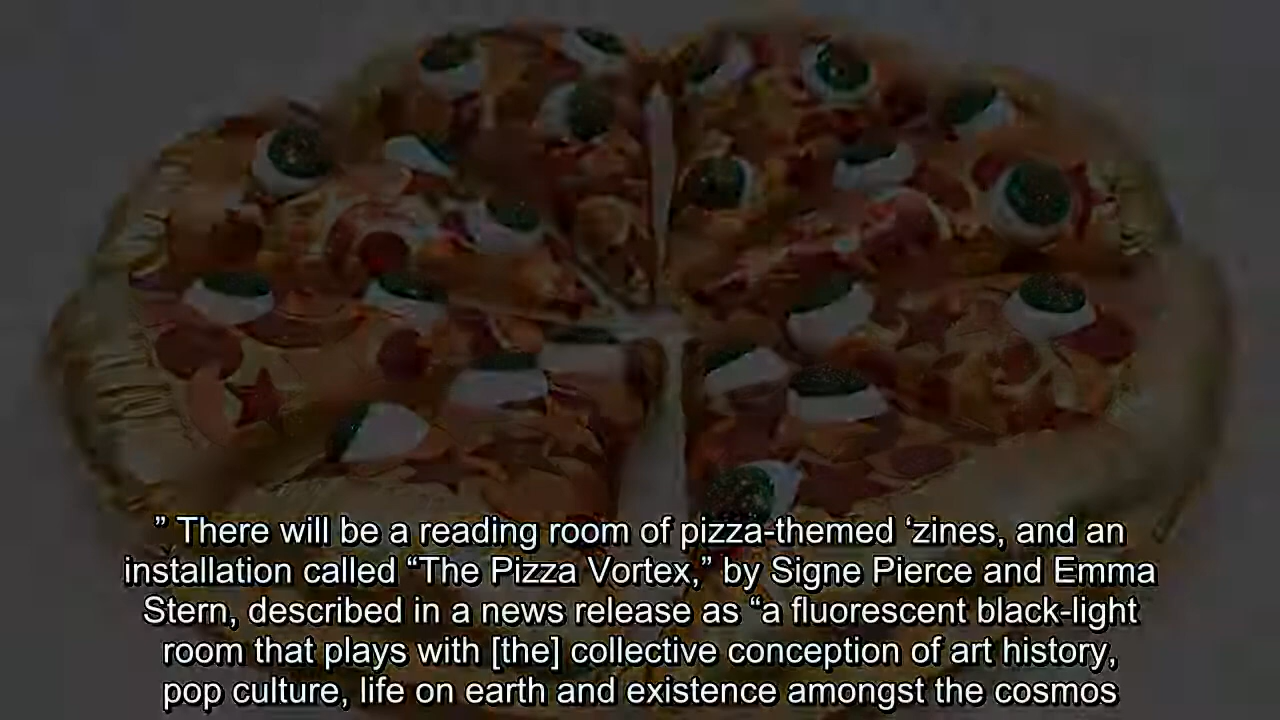 ” There will be a reading room of pizza-themed ‘zines, and an
installation called “The Pizza Vortex,” by Signe Pierce and Emma
Stern, described in a news release as “a fluorescent black-light
room that plays with [the] collective conception of art history,
pop culture, life on earth and existence amongst the cosmos